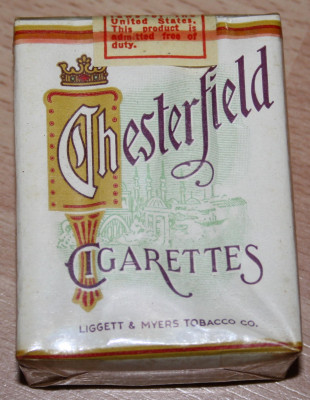 United States.
This product is
admitted free of
duty.
Chesterfield
CIGARETTES
LIGGETT & MYERS TOBACCO CO.